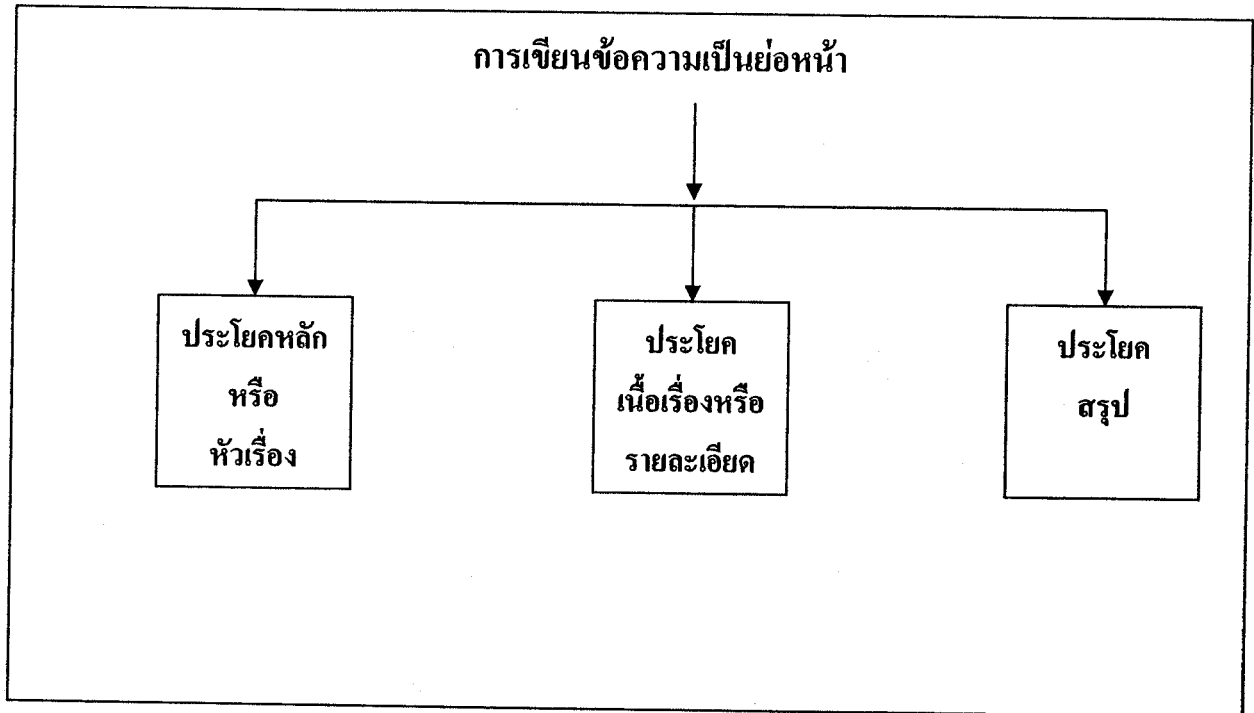 การเขียนข้อความเป็นย่อหน้า
ประโยคหลัก
หรือ
หัวเรื่อง
ประโยค
เนื้อเรื่องหรือ
รายละเอียด
ประโยค
สรุป